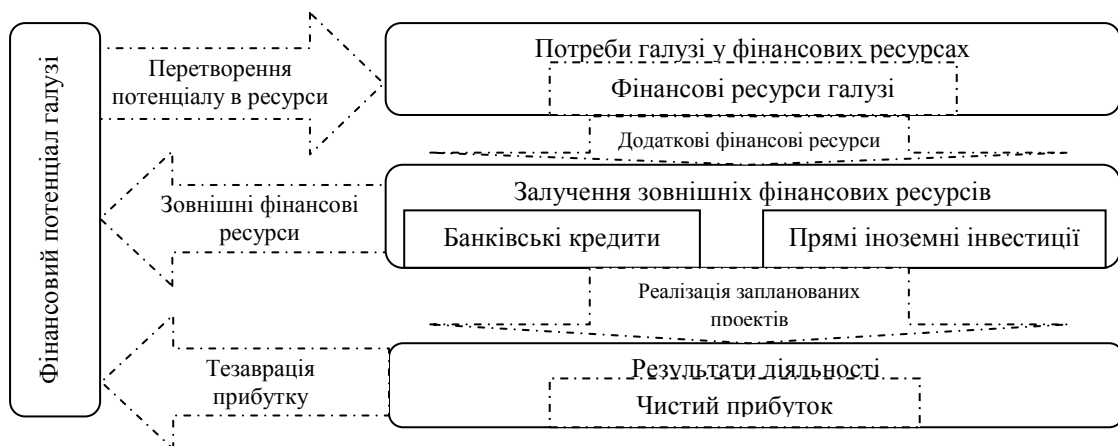 Фінансовий потенціал галузі
Перетворення
потенціалу в ресурси
Потреби галузі у фінансових ресурсах
Фінансові ресурси галузі
Додаткові фінансові ресурси
Зовнішні фінансові
ресурси
Залучення зовнішніх фінансових ресурсів
Банківські кредити
Прямі іноземні інвестиції
Реалізація запланованих
проектів
Тезаврація
прибутку
Результати діяльності
Чистий прибуток